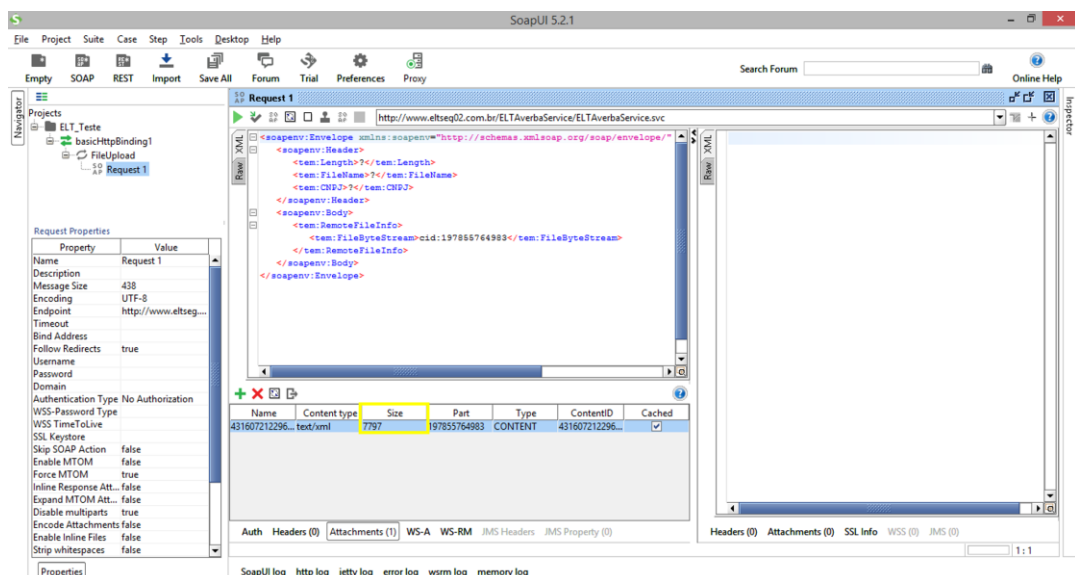 SoapUI 5.2.1
File Project Suite Case Step Tools Desktop Help
Empty SOAP REST Import Save All Forum Trial Preferences Proxy
Search Forum
Online Help
Navigator
Projects
ELT_Teste
basicHttpBinding1
FileUpload
Request 1
Request Properties
Property Value
Name Request 1
Description
Message Size 438
Encoding UTF-8
Endpoint http://www.eltseg....
Timeout
Bind Address
Follow Redirects true
Username
Password
Domain
Authentication Type No Authorization
WSS-Password Type
WSS TimeToLive
SSL Keystore
Skip SOAP Action false
Enable MTOM false
Force MTOM true
Inline Response Att... false
Expand MTOM Att... false
Disable multiparts true
Encode Attachments false
Enable Inline Files false
Strip whitespaces false
Properties
Request 1
http://www.eltseg02.com.br/ELTAverbaService/ELTAverbaService.svc
XML
Raw
<soapenv:Envelope xmlns:soapenv="http://schemas.xmlsoap.org/soap/envelope/"
<soapenv:Header>
<tem:Length>?</tem:Length>
<tem:FileName>?</tem:FileName>
<tem:CNPJ>?</tem:CNPJ>
</soapenv:Header>
<soapenv:Body>
<tem:RemoteFileInfo>
<tem:FileByteStream>cid:197855764983</tem:FileByteStream>
</tem:RemoteFileInfo>
</soapenv:Body>
</soapenv:Envelope>
Name Content type Size Part Type ContentID Cached
431607212296... text/xml 7797 197855764983 CONTENT 431607212296...
Auth Headers (0) Attachments (1) WS-A WS-RM JMS Headers JMS Property (0)
XML
Raw
Headers (0) Attachments (0) SSL Info WSS (0) JMS (0)
1 : 1
Inspector
SoapUI log http log jetty log error log wsrm log memory log